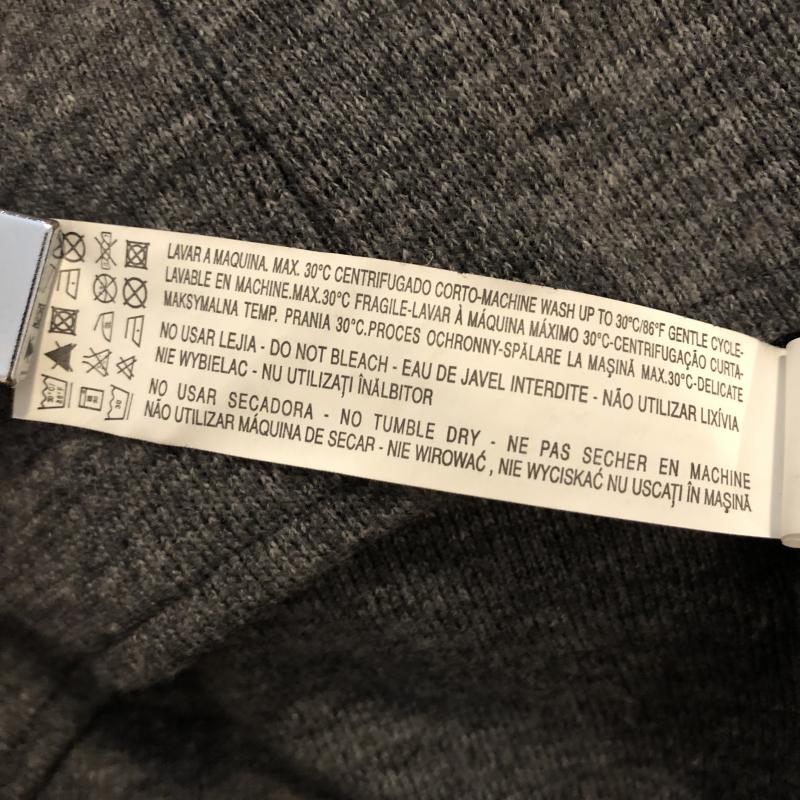 LAVAR A MAQUINA. MAX. 30°C CENTRIFUGADO CORTO-MACHINE WASH UP TO 30°C/86°F GENTLE CYCLE-
LAVABLE EN MACHINE.MAX.30°C FRAGILE-LAVAR À MÁQUINA MÁXIMO 30°C-CENTRIFUGAÇÃO CURTA-
MAKSYMALNA TEMP. PRANIA 30°C.PROCES OCHRONNY-SPĂLARE LA MAŞINĂ MAX.30°C-DELICATE
NO USAR LEJIA - DO NOT BLEACH - EAU DE JAVEL INTERDITE - NÃO UTILIZAR LIXÍVIA
NIE WYBIELAC - NU UTILIZAŢI ÎNĂLBITOR
NO USAR SECADORA - NO TUMBLE DRY - NE PAS SECHER EN MACHINE
NÃO UTILIZAR MÁQUINA DE SECAR - NIE WIROWAĆ , NIE WYCISKAĆ NU USCAŢI ÎN MAŞINĂ